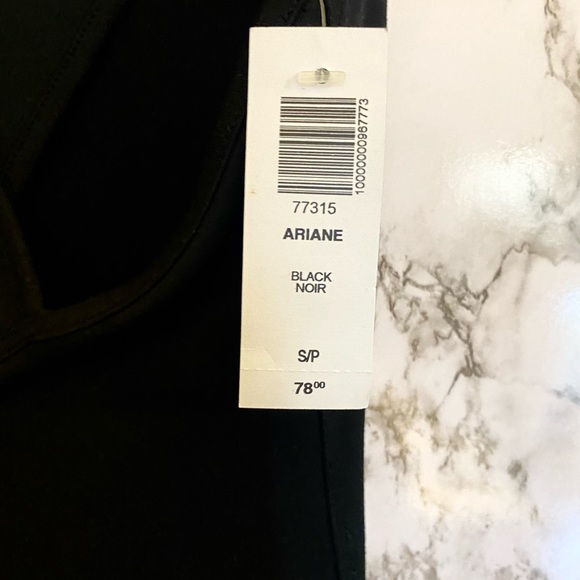 10000000967773
77315
ARIANE
BLACK
NOIR
S/P
78⁰⁰